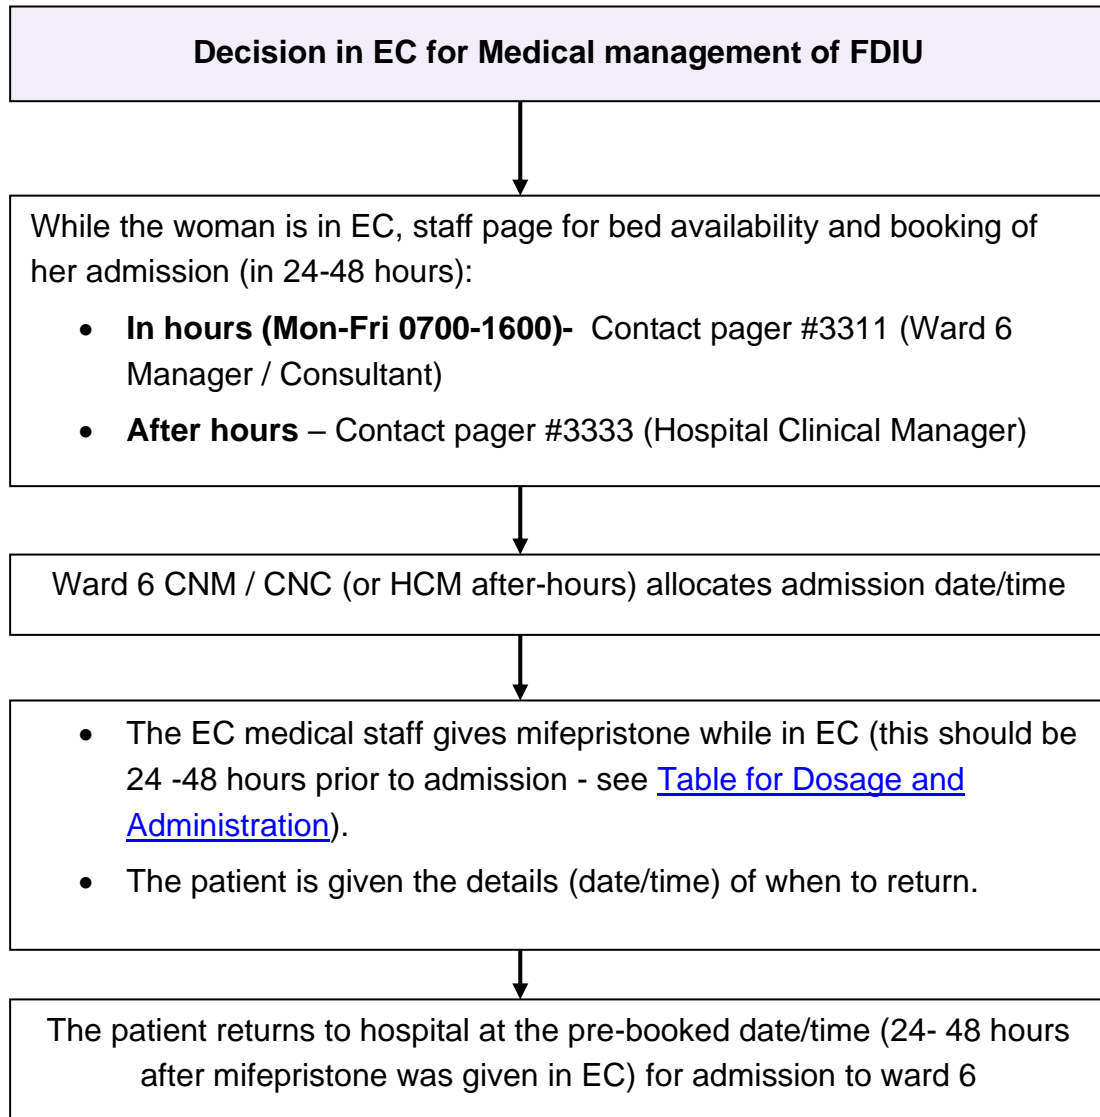 Decision in EC for Medical management of FDIU
While the woman is in EC, staff page for bed availability and booking of
her admission (in 24-48 hours):
• In hours (Mon-Fri 0700-1600)-  Contact pager #3311 (Ward 6
Manager / Consultant)
• After hours – Contact pager #3333 (Hospital Clinical Manager)
Ward 6 CNM / CNC (or HCM after-hours) allocates admission date/time
• The EC medical staff gives mifepristone while in EC (this should be
24 -48 hours prior to admission - see Table for Dosage and
Administration).
• The patient is given the details (date/time) of when to return.
The patient returns to hospital at the pre-booked date/time (24- 48 hours
after mifepristone was given in EC) for admission to ward 6